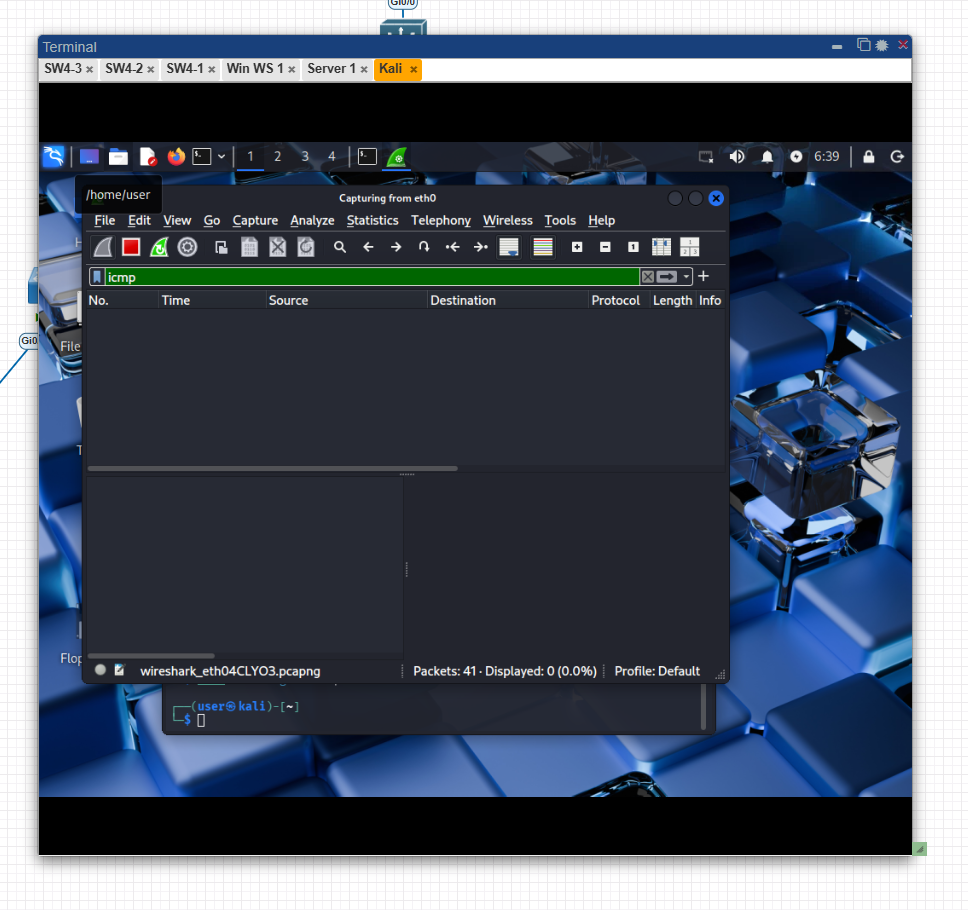 Gi0/0
Terminal
SW4-3 × SW4-2 × SW4-1 × Win WS 1 × Server 1 × Kali ×
1 2 3 4 6:39
/home/user
Capturing from eth0
File Edit View Go Capture Analyze Statistics Telephony Wireless Tools Help
icmp
No. Time Source Destination Protocol Length Info
Gi0
File
Flop
wireshark_eth04CLYO3.pcapng Packets: 41 · Displayed: 0 (0.0%) Profile: Default
┌──(user㉿kali)-[~]
└─$